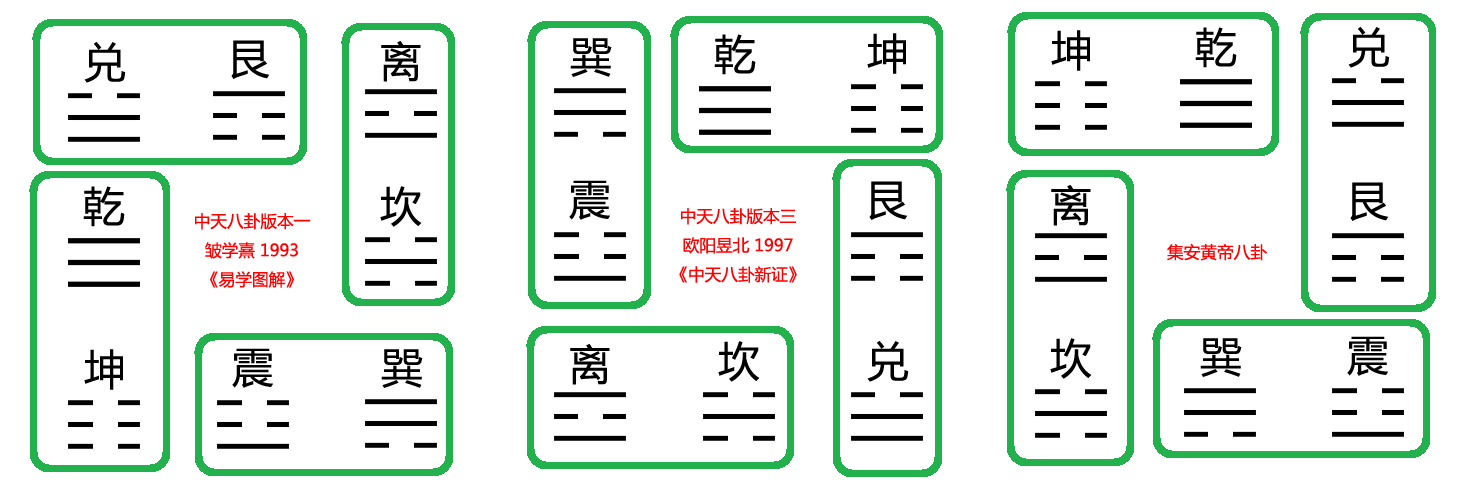 兑 艮 离
乾 坎
中天八卦版本一
皱学熹 1993
《易学图解》
坤 震 巽
巽 乾 坤
震 艮
中天八卦版本三
欧阳昱北 1997
《中天八卦新证》
离 坎 兑
坤 乾 兑
离 艮
集安黄帝八卦
坎 巽 震